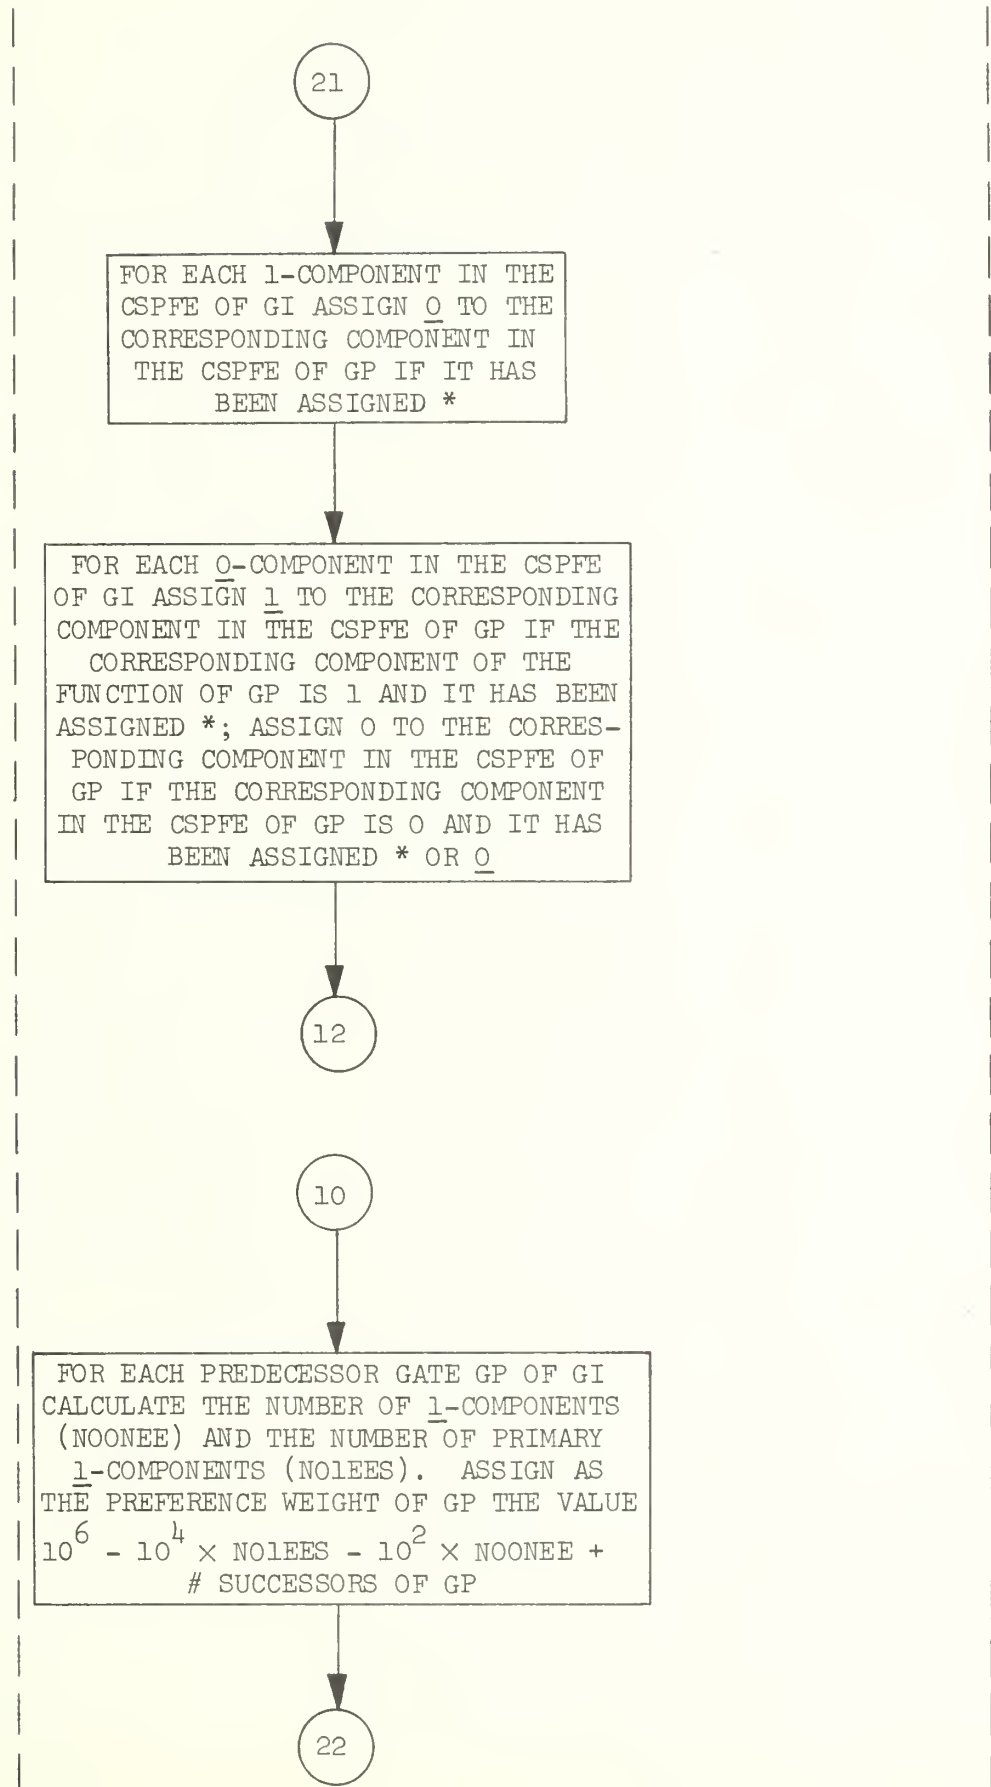 21
FOR EACH 1-COMPONENT IN THE
CSPFE OF GI ASSIGN 0 TO THE
CORRESPONDING COMPONENT IN
THE CSPFE OF GP IF IT HAS
BEEN ASSIGNED *
FOR EACH 0-COMPONENT IN THE CSPFE
OF GI ASSIGN 1 TO THE CORRESPONDING
COMPONENT IN THE CSPFE OF GP IF THE
CORRESPONDING COMPONENT OF THE
FUNCTION OF GP IS 1 AND IT HAS BEEN
ASSIGNED *; ASSIGN 0 TO THE CORRES-
PONDING COMPONENT IN THE CSPFE OF
GP IF THE CORRESPONDING COMPONENT
IN THE CSPFE OF GP IS 0 AND IT HAS
BEEN ASSIGNED * OR 0
12
10
FOR EACH PREDECESSOR GATE GP OF GI
CALCULATE THE NUMBER OF 1-COMPONENTS
(NOONEE) AND THE NUMBER OF PRIMARY
1-COMPONENTS (NO1EES). ASSIGN AS
THE PREFERENCE WEIGHT OF GP THE VALUE
10^6 - 10^4 × NO1EES - 10^2 × NOONEE +
# SUCCESSORS OF GP
22